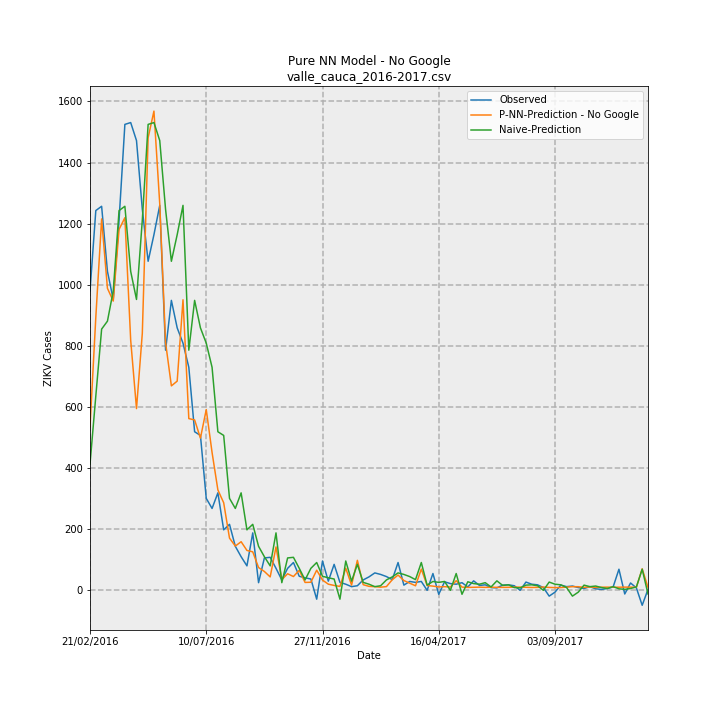 Pure NN Model - No Google
valle_cauca_2016-2017.csv
Observed
P-NN-Prediction - No Google
Naive-Prediction
1600
1400
1200
1000
800
600
400
200
0
ZIKV Cases
21/02/2016
10/07/2016
27/11/2016
16/04/2017
03/09/2017
Date